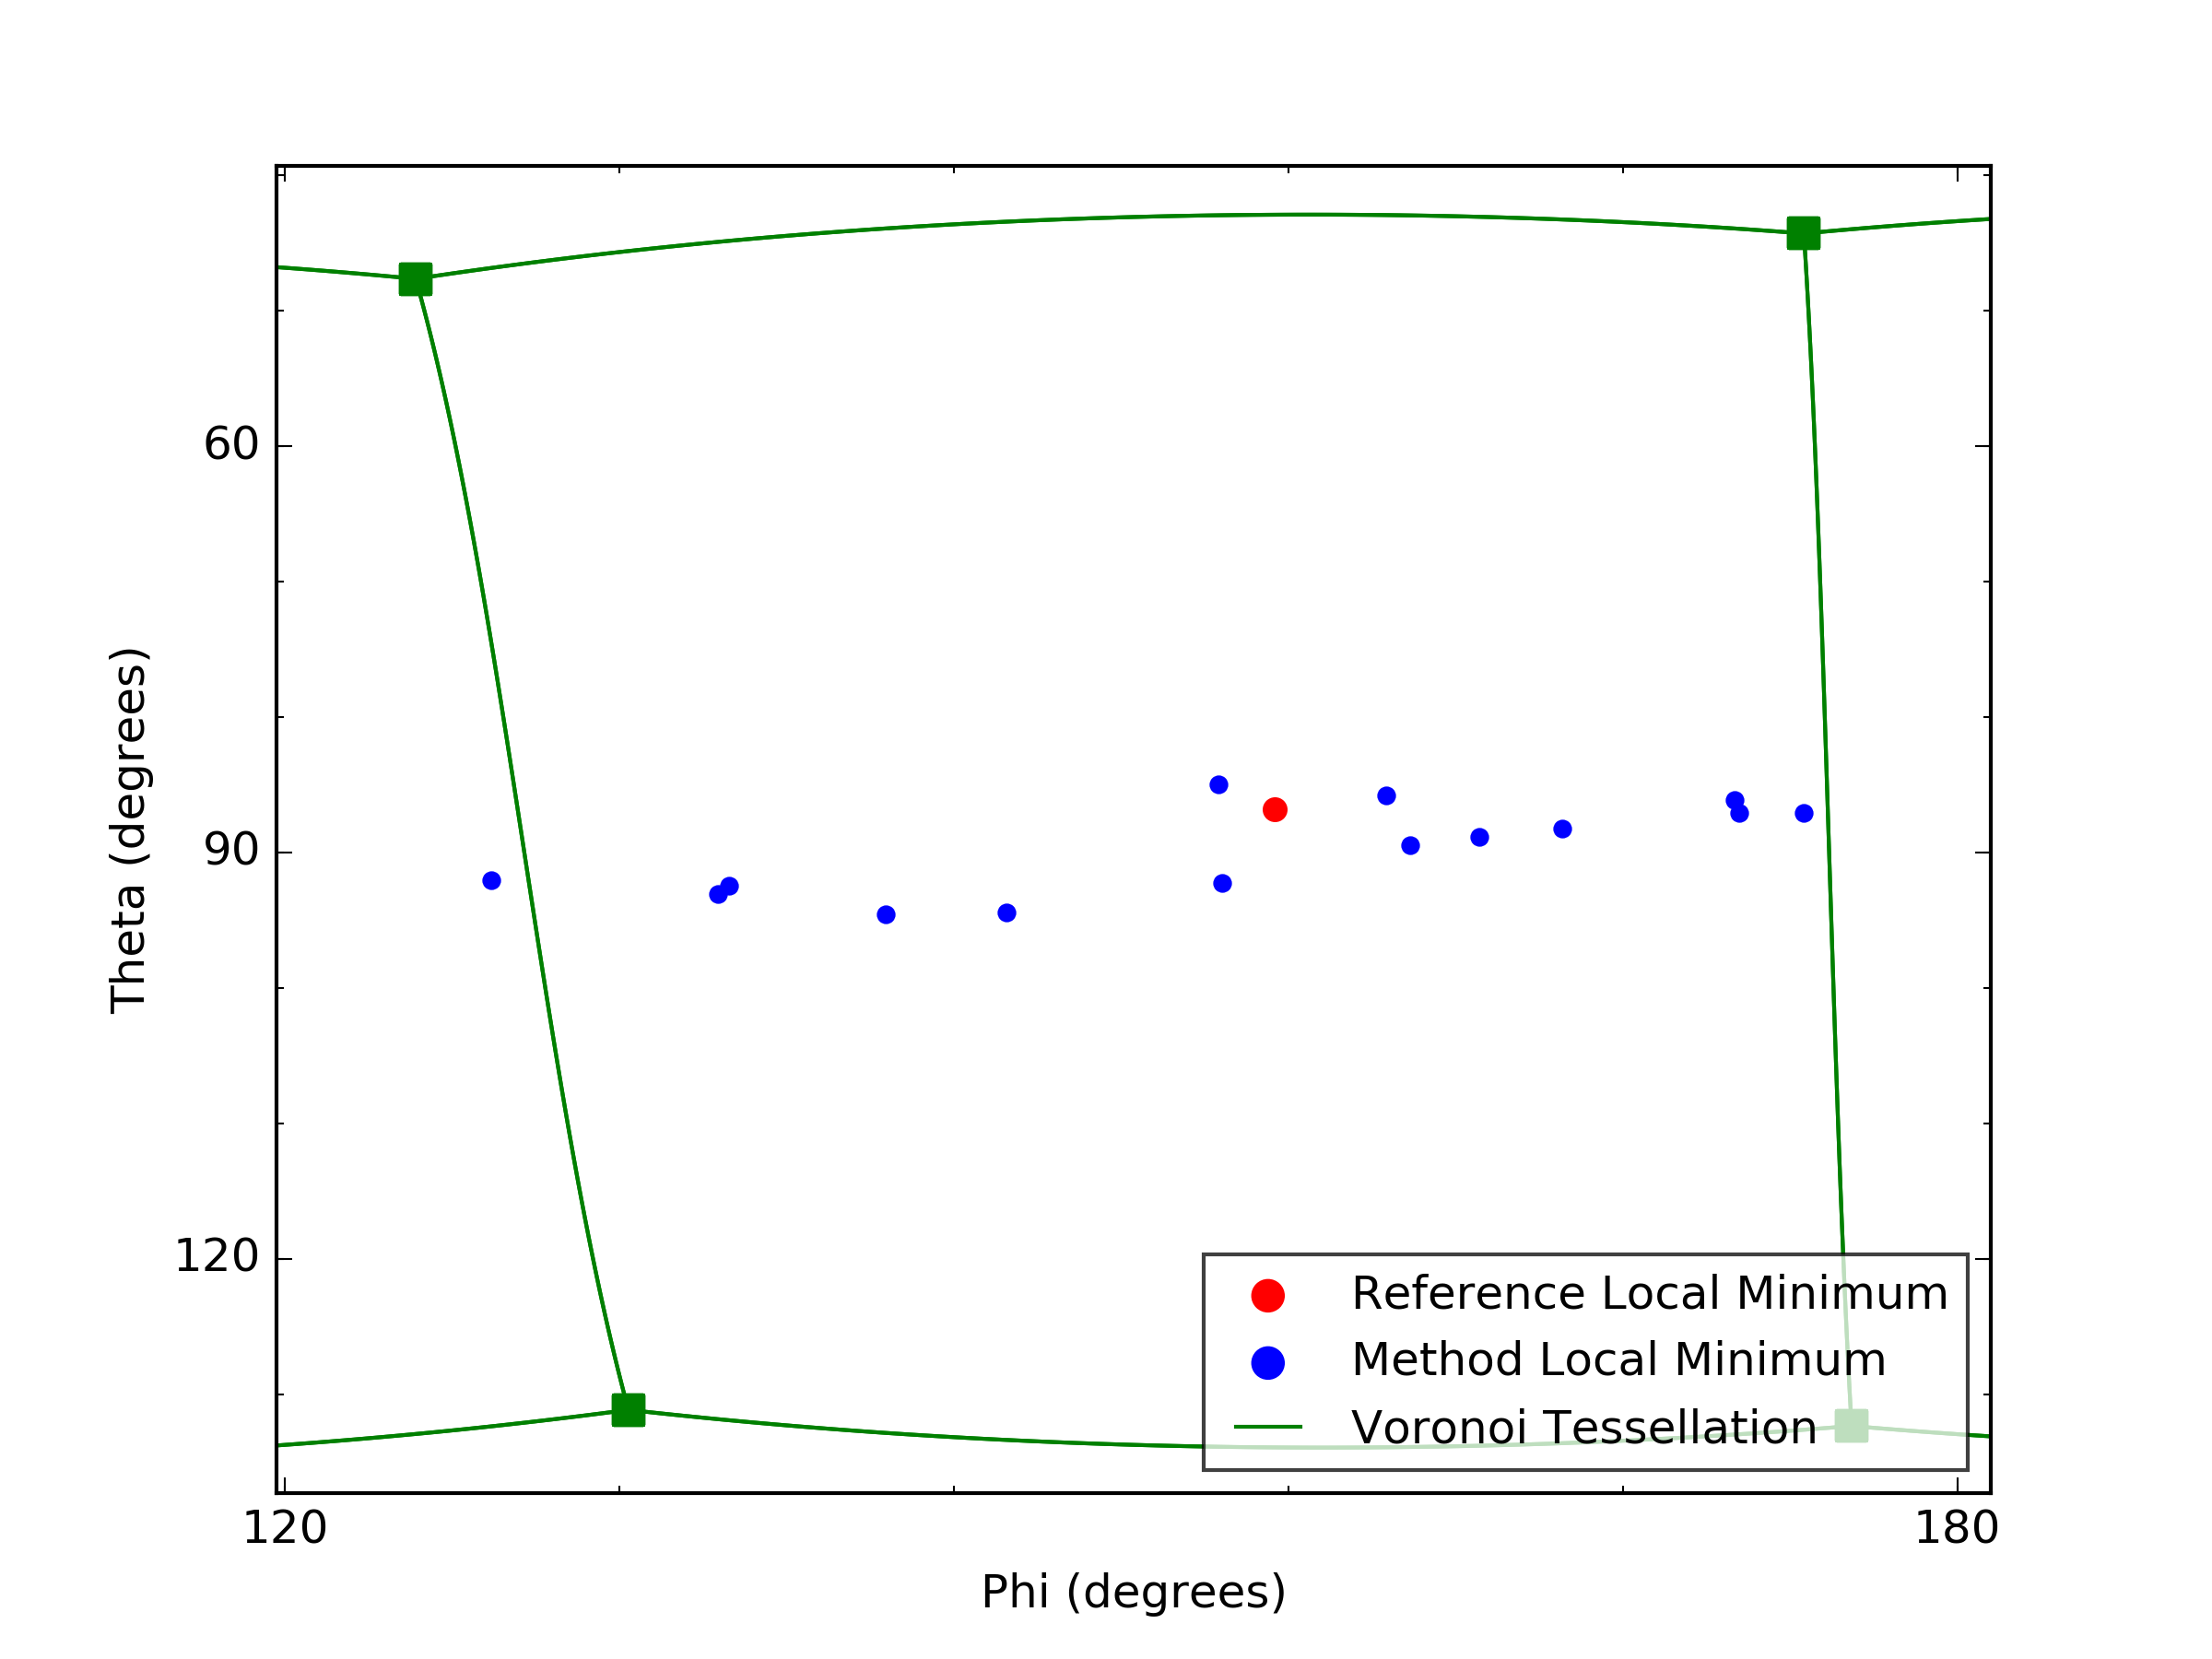 60
90
120
Theta (degrees)
120
180
Phi (degrees)
Reference Local Minimum
Method Local Minimum
Voronoi Tessellation